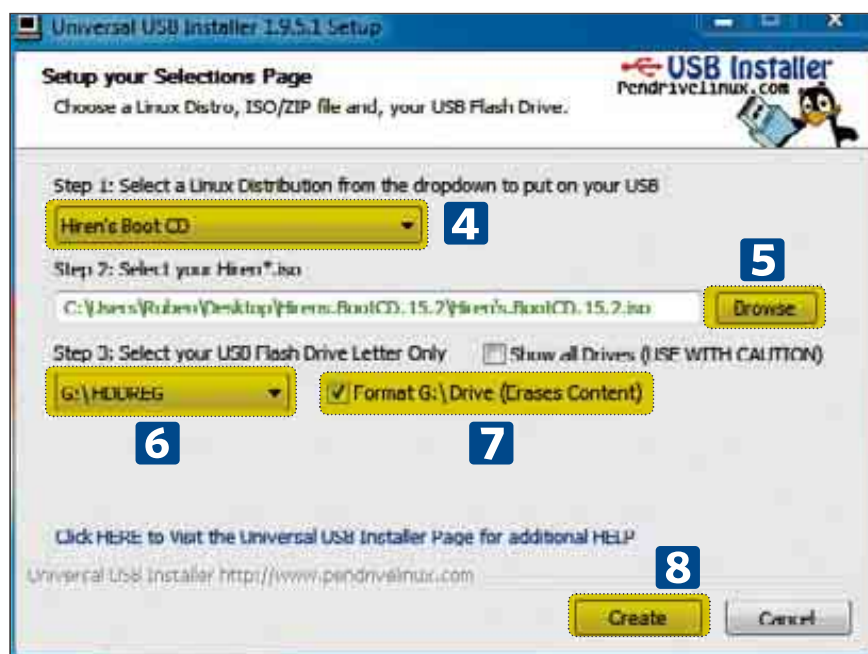 Universal USB Installer 1.9.5.1 Setup
Setup your Selections Page
Choose a Linux Distro, ISO/ZIP file and, your USB Flash Drive.
USB Installer
Pendrivelinux.com
Step 1: Select a Linux Distribution from the dropdown to put on your USB
Hiren's Boot CD
4
Step 2: Select your Hiren*.iso
5
C:\Users\Ruben\Desktop\Hirens.BootCD.15.2\Hiren's.BootCD.15.2.iso
Browse
Step 3: Select your USB Flash Drive Letter Only
Show all Drives (USE WITH CAUTION)
G:\HDDREG
Format G:\Drive (Erases Content)
6
7
Click HERE to Visit the Universal USB Installer Page for additional HELP
Universal USB Installer http://www.pendrivelinux.com
8
Create
Cancel